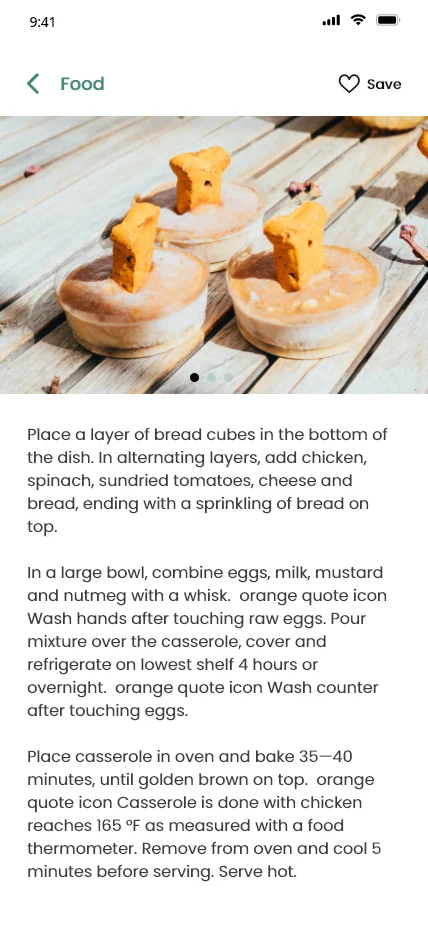 9:41
Food
Save
Place a layer of bread cubes in the bottom of
the dish. In alternating layers, add chicken,
spinach, sundried tomatoes, cheese and
bread, ending with a sprinkling of bread on
top.
In a large bowl, combine eggs, milk, mustard
and nutmeg with a whisk.  orange quote icon
Wash hands after touching raw eggs. Pour
mixture over the casserole, cover and
refrigerate on lowest shelf 4 hours or
overnight.  orange quote icon Wash counter
after touching eggs.
Place casserole in oven and bake 35—40
minutes, until golden brown on top.  orange
quote icon Casserole is done with chicken
reaches 165 °F as measured with a food
thermometer. Remove from oven and cool 5
minutes before serving. Serve hot.